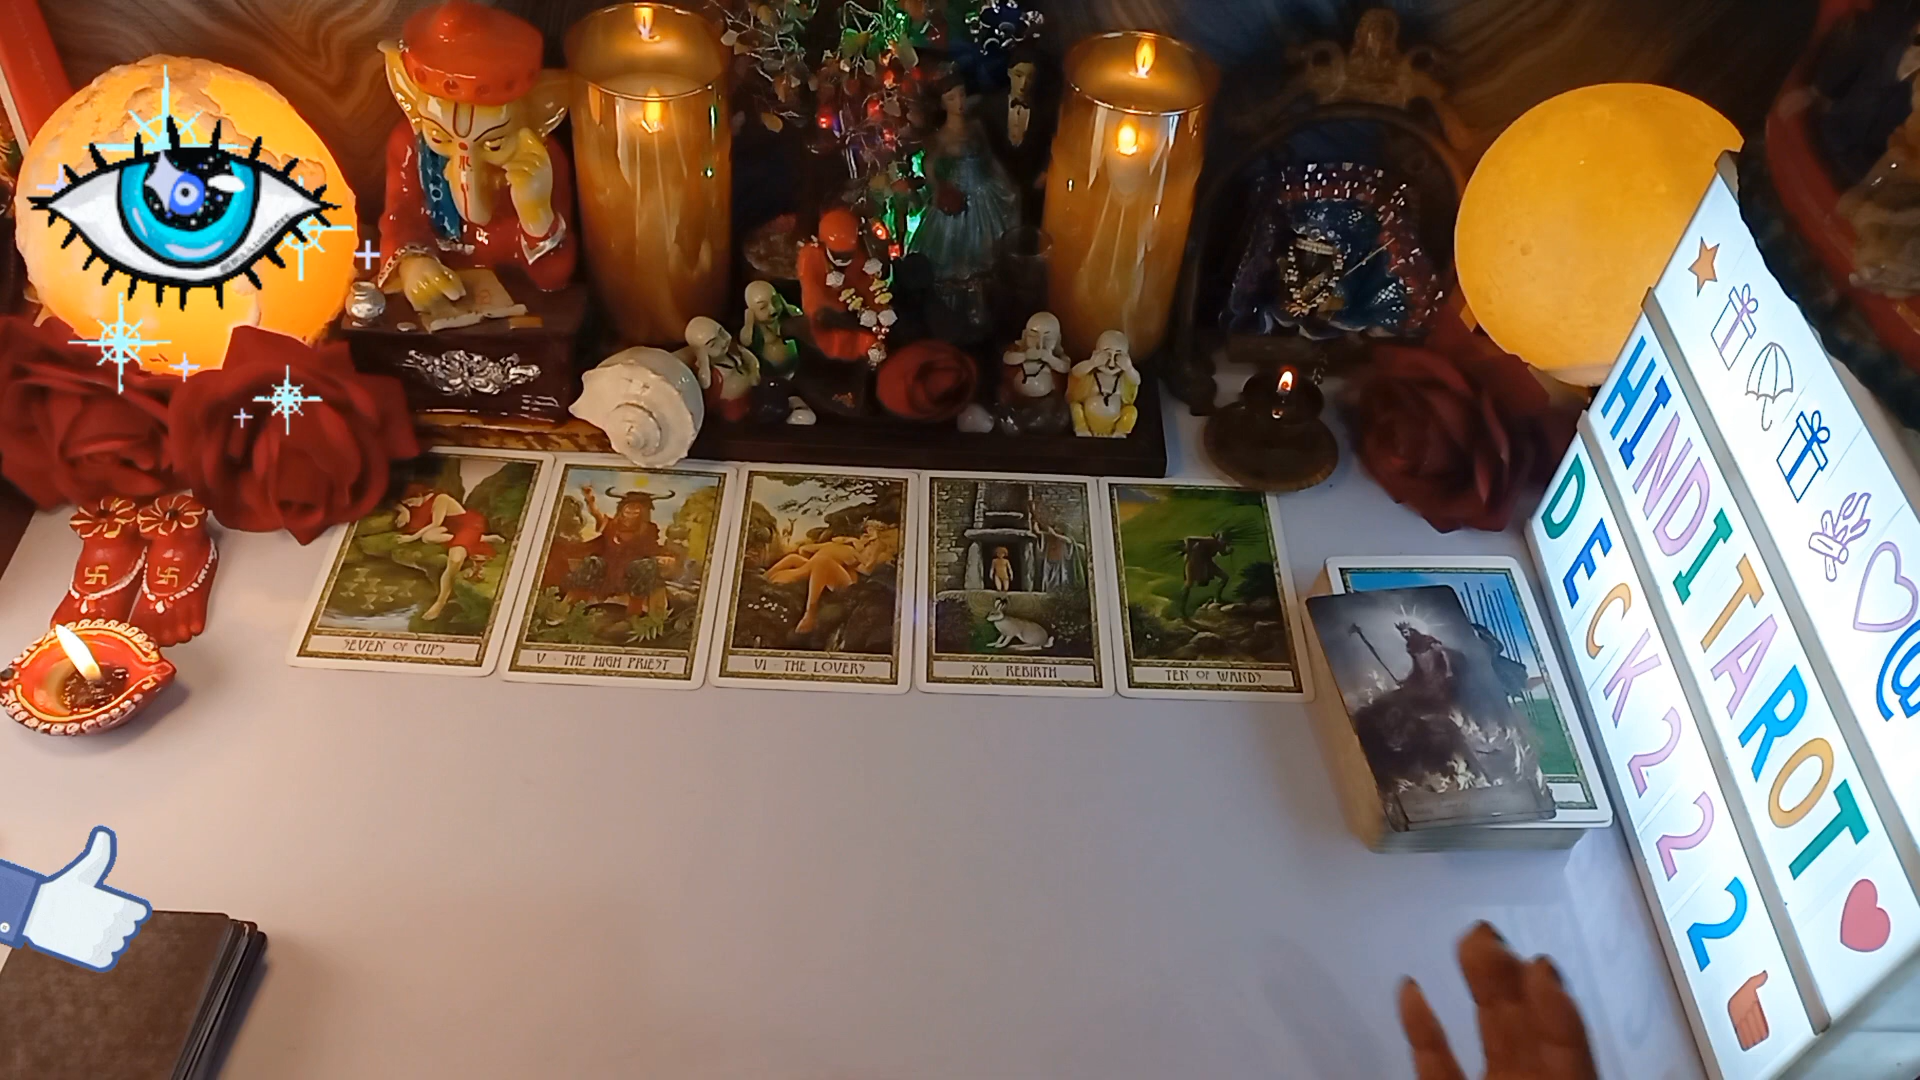 SEVEN OF CUPS
V · THE HIGH PRIEST
VI · THE LOVERS
XX · REBIRTH
TEN OF WANDS
HINDITAROT
DECK222
@